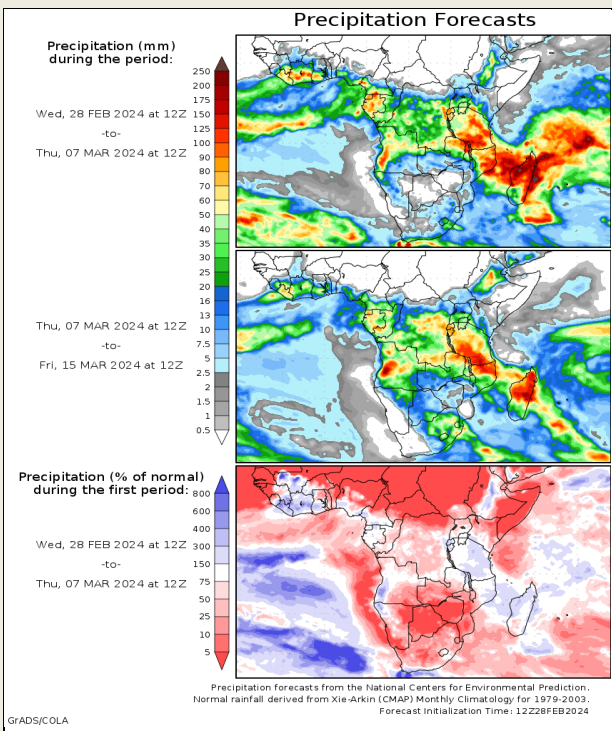 Precipitation Forecasts
Precipitation (mm)
during the period:
Wed, 28 FEB 2024 at 12Z
-to-
Thu, 07 MAR 2024 at 12Z
250
200
175
150
125
100
90
80
70
60
50
40
35
30
25
20
16
13
10
7.5
5
2.5
2
1.5
1
0.5
Thu, 07 MAR 2024 at 12Z
-to-
Fri, 15 MAR 2024 at 12Z
Precipitation (% of normal)
during the first period:
Wed, 28 FEB 2024 at 12Z
-to-
Thu, 07 MAR 2024 at 12Z
800
600
400
300
150
75
50
25
10
5
Precipitation forecasts from the National Centers for Environmental Prediction.
Normal rainfall derived from Xie-Arkin (CMAP) Monthly Climatology for 1979-2003.
Forecast Initialization Time: 12Z28FEB2024
GrADS/COLA